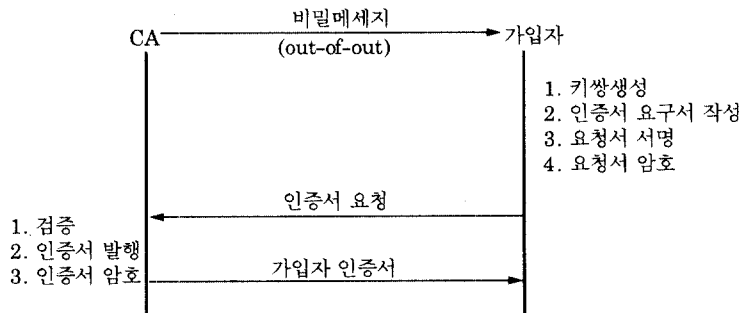 비밀메세지
CA
(out-of-out)
가입자
1. 키쌍생성
2. 인증서 요구서 작성
3. 요청서 서명
4. 요청서 암호
인증서 요청
1. 검증
2. 인증서 발행
3. 인증서 암호
가입자 인증서